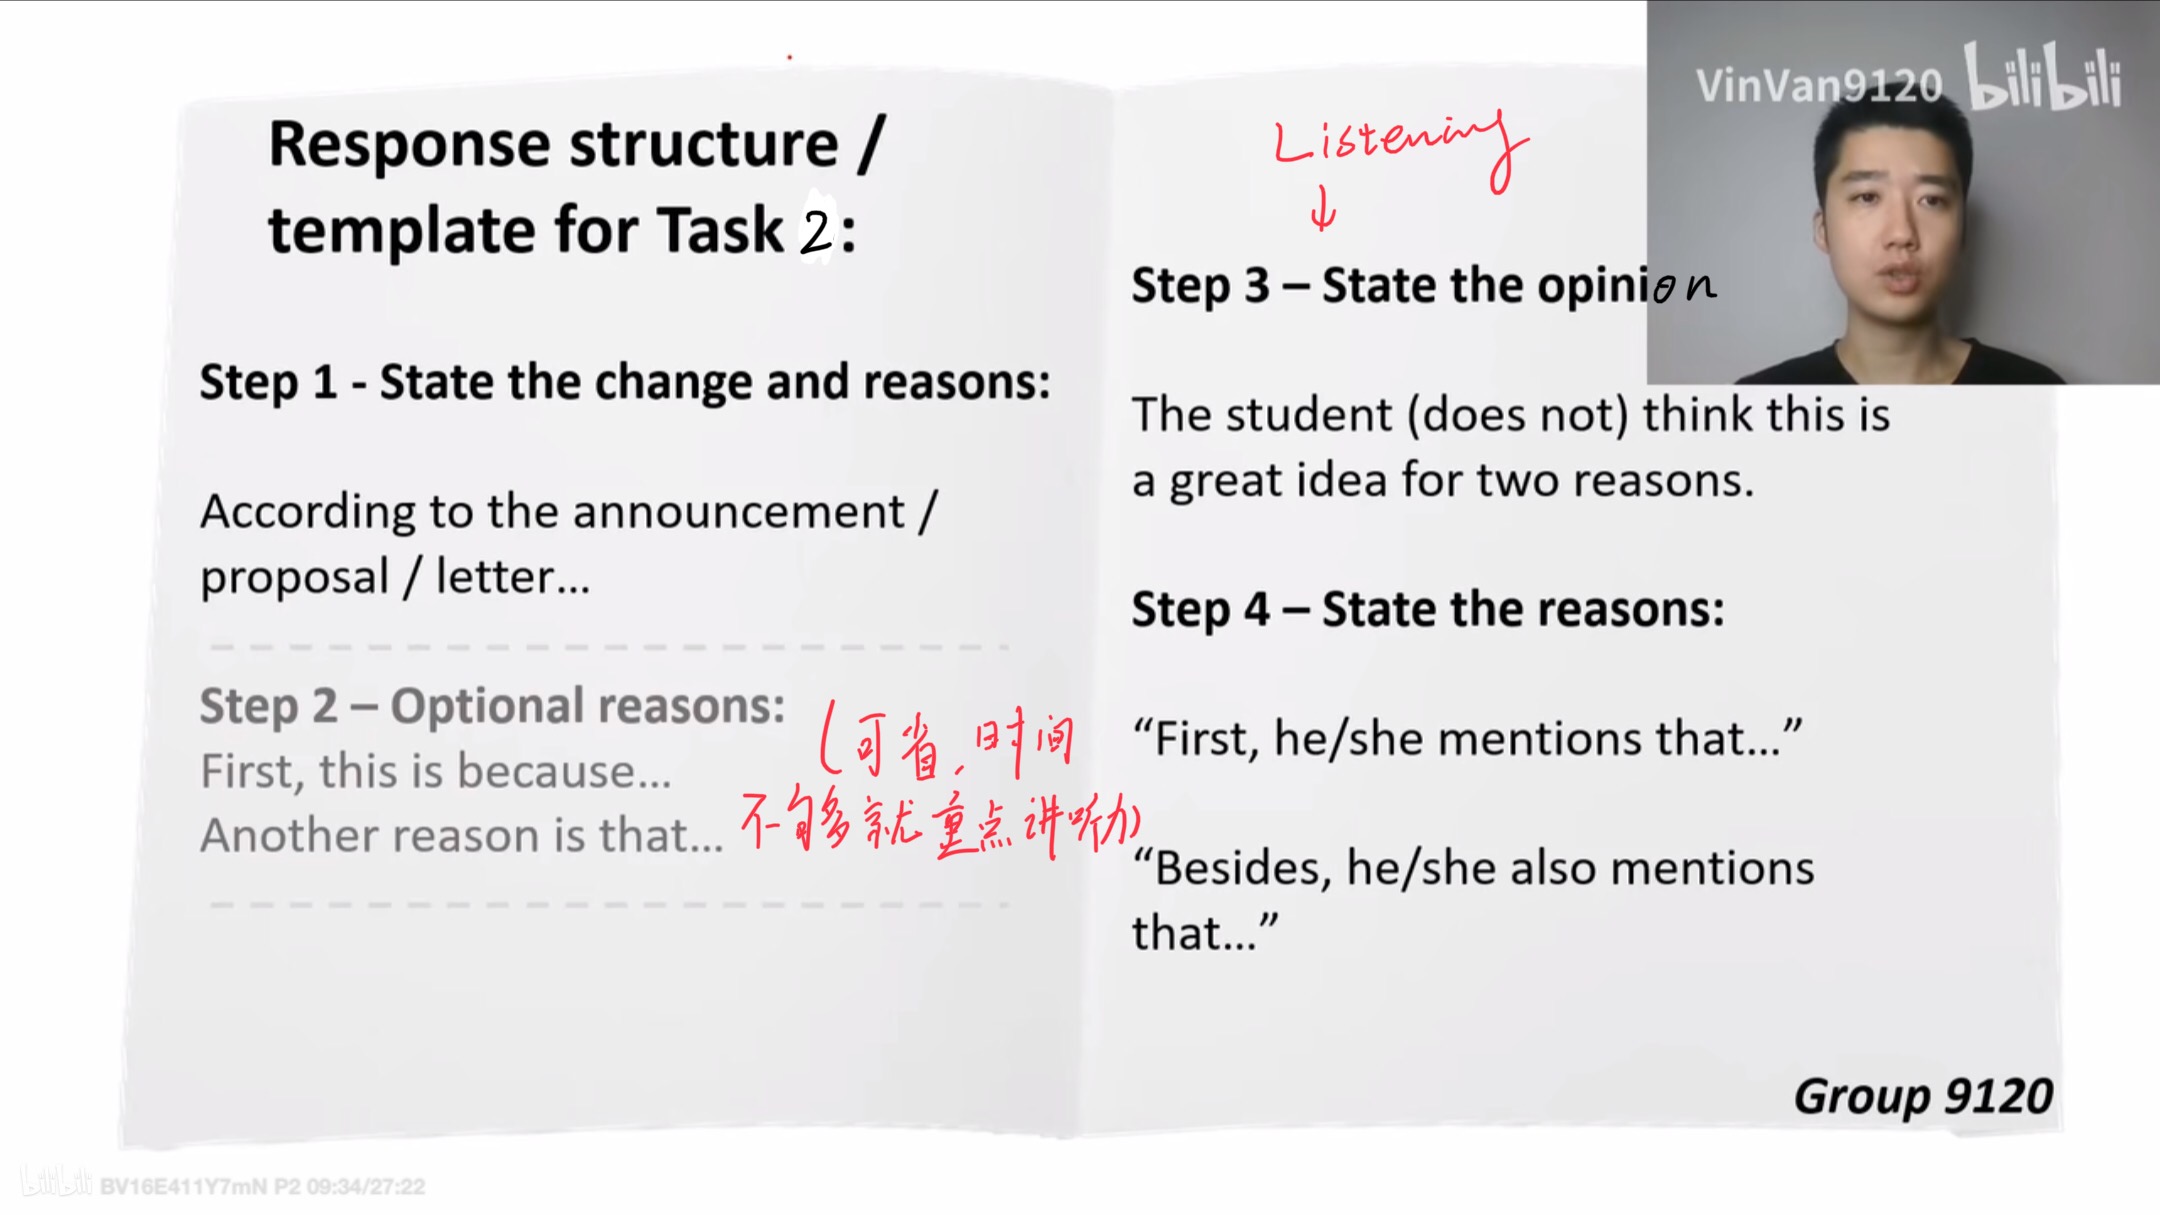 Response structure /
template for Task 2:
Step 1 - State the change and reasons:
According to the announcement /
proposal / letter...
Step 2 – Optional reasons:
First, this is because...
Another reason is that...
(可省,时间
不够多就重点讲听力)
VinVan9120 bilibili
Listening
↓
Step 3 – State the opinion
The student (does not) think this is
a great idea for two reasons.
Step 4 – State the reasons:
“First, he/she mentions that...”
“Besides, he/she also mentions
that...”
Group 9120
bilibili BV16E411Y7mN P2 09:34/27:22